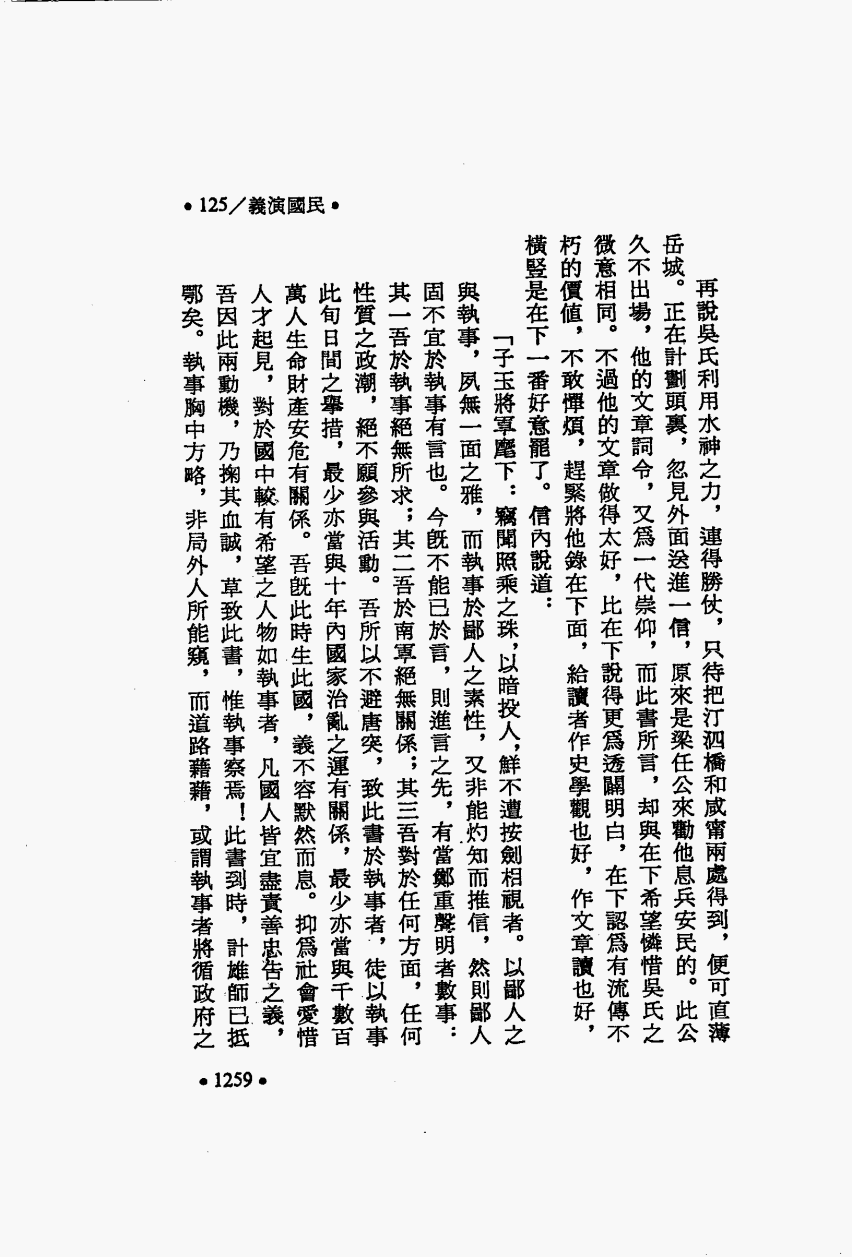 •125／義演國民•
再說吳氏利用水神之力，連得勝仗，只待把汀泗橋和咸甯兩處得到，便可直薄
岳城。正在計劃頭裏，忽見外面送進一信，原來是梁任公來勸他息兵安民的。此公
久不出場，他的文章詞令，又爲一代崇仰，而此書所言，却與在下希望憐惜吳氏之
微意相同。不過他的文章做得太好，比在下說得更爲透闢明白，在下認爲有流傳不
朽的價值，不敢憚煩，趕緊將他錄在下面，給讀者作史學觀也好，作文章讀也好，
橫豎是在下一番好意罷了。信內說道：
「子玉將軍麾下：竊聞照乘之珠，以暗投人，鮮不遭按劍相視者。以鄙人之
與執事，夙無一面之雅，而執事於鄙人之素性，又非能灼知而推信，然則鄙人
固不宜於執事有言也。今旣不能已於言，則進言之先，有當鄭重聲明者數事：
其一吾於執事絕無所求；其二吾於南軍絕無關係；其三吾對於任何方面，任何
性質之政潮，絕不願參與活動。吾所以不避唐突，致此書於執事者，徒以執事
此旬日間之舉措，最少亦當與十年內國家治亂之運有關係，最少亦當與千數百
萬人生命財產安危有關係。吾旣此時生此國，義不容默然而息。抑爲社會愛惜
人才起見，對於國中較有希望之人物如執事者，凡國人皆宜盡責善忠告之義，
吾因此兩動機，乃掬其血誠，草致此書，惟執事察焉！此書到時，計雄師已抵
鄂矣。執事胸中方略，非局外人所能窺，而道路藉藉，或謂執事者將循政府之
•1259•